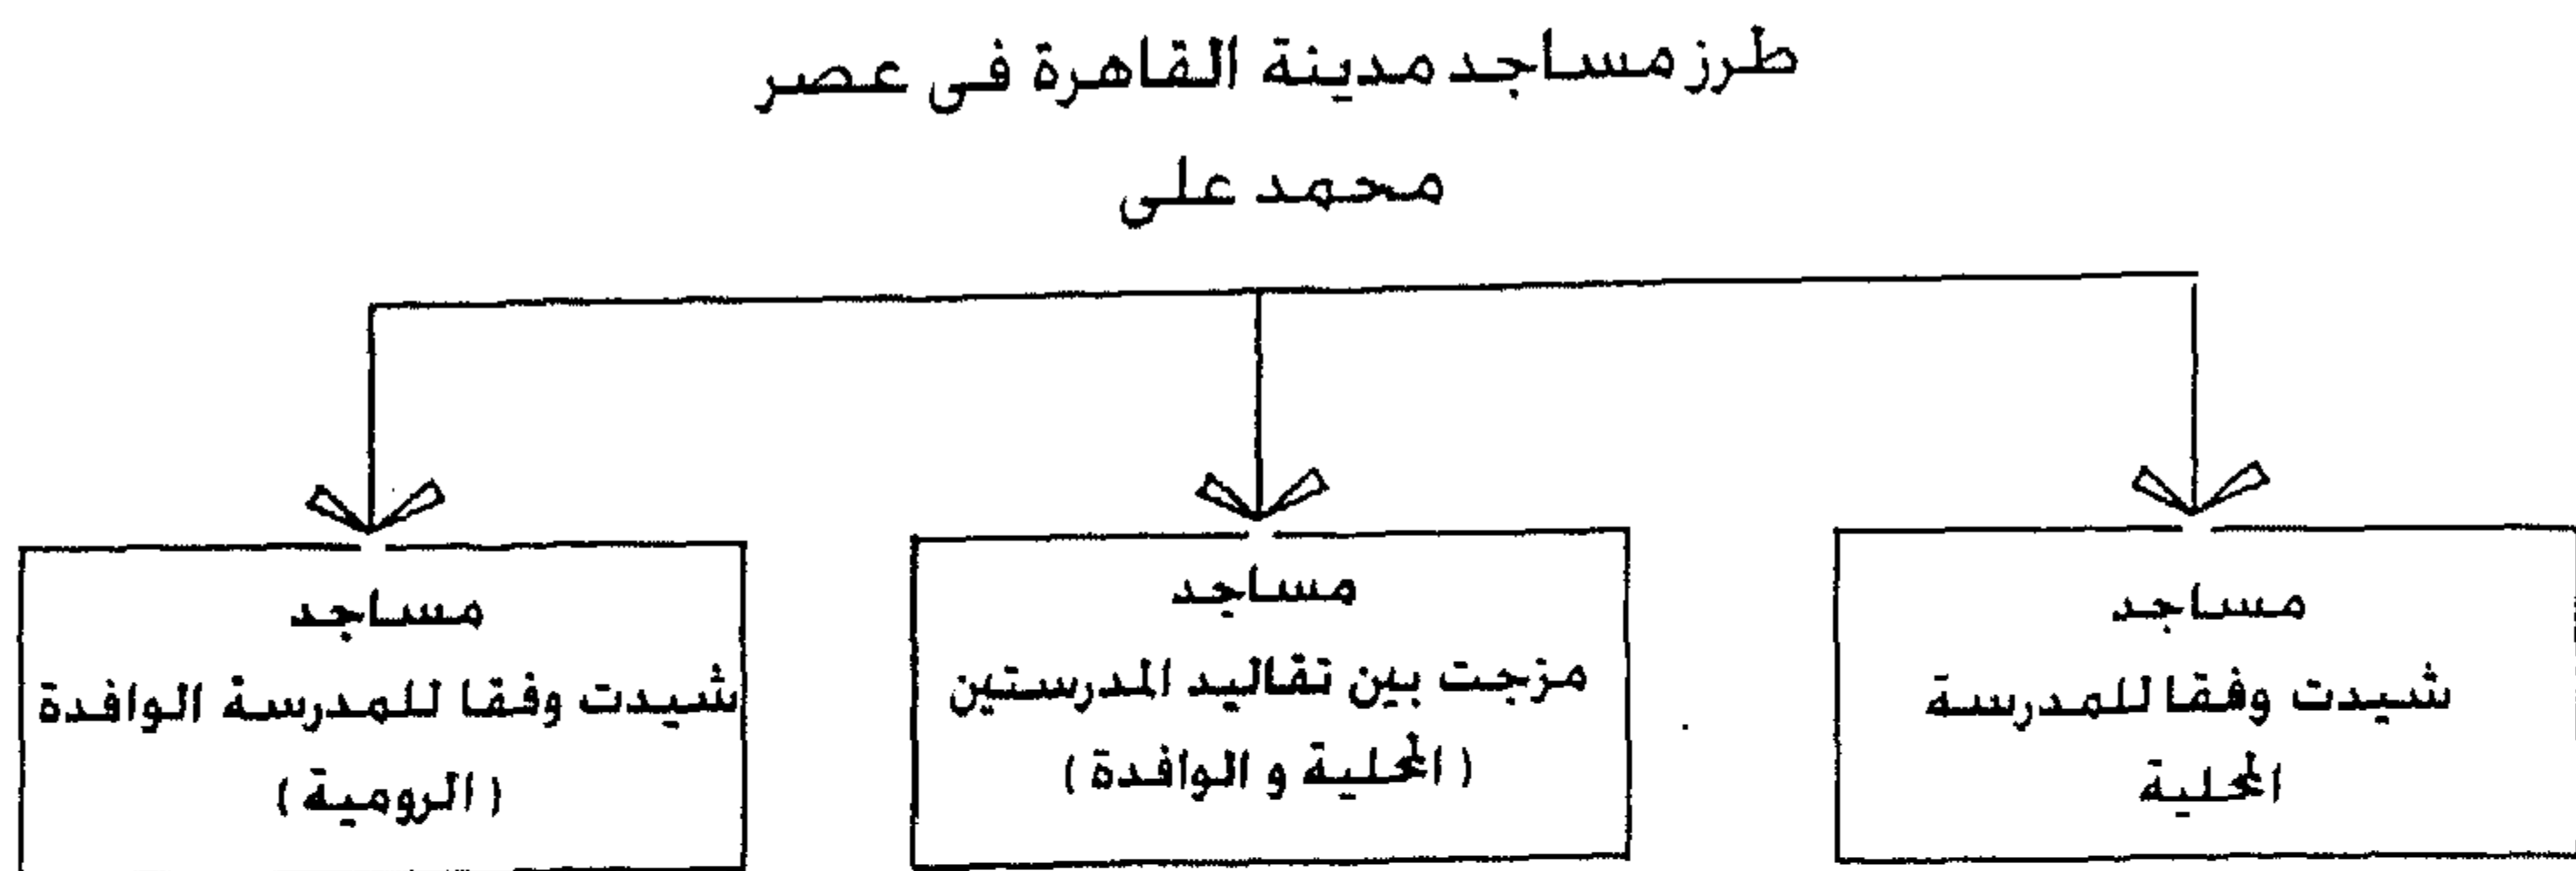 طرز مساجد مدينة القاهرة فى عصر
محمد على
مساجد
شيدت وفقا للمدرسة
المحلية
مساجد
مزجت بين تقاليد المدرستين
( المحلية و الوافدة )
مساجد
شيدت وفقا للمدرسة الوافدة
( الرومية )